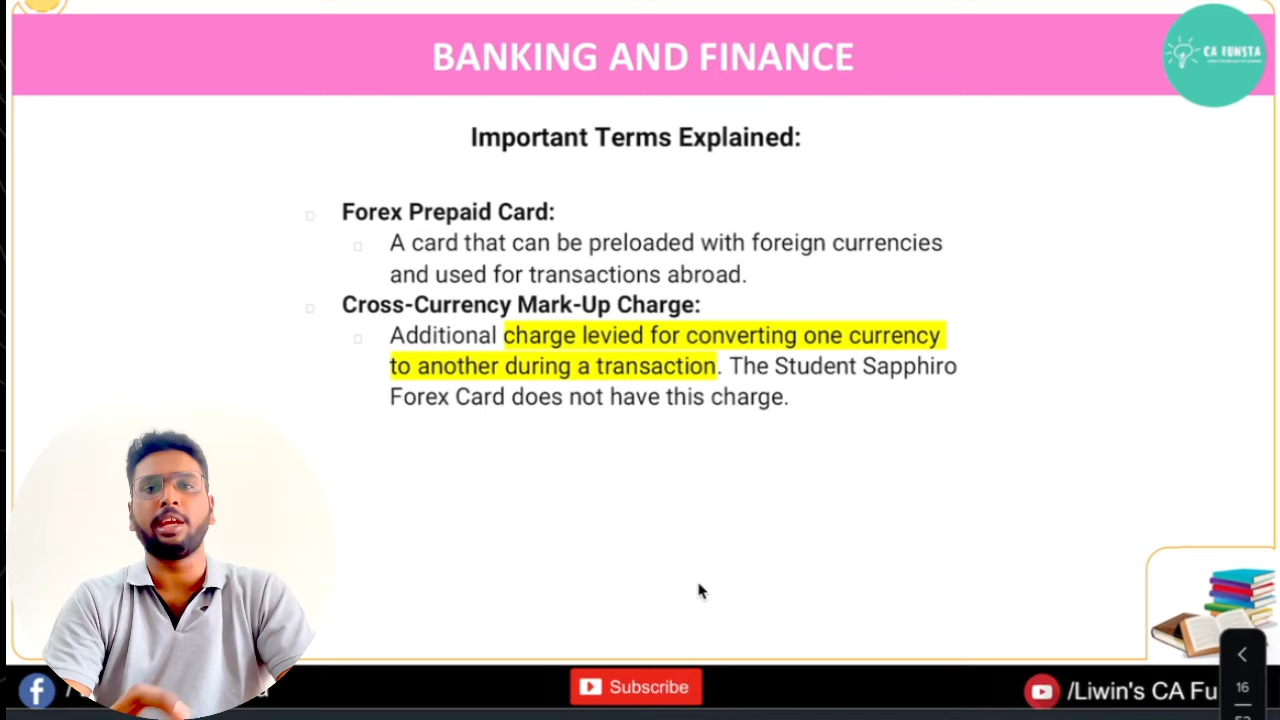 BANKING AND FINANCE
CA FUNSTA
Important Terms Explained:
Forex Prepaid Card:
A card that can be preloaded with foreign currencies
and used for transactions abroad.
Cross-Currency Mark-Up Charge:
Additional charge levied for converting one currency
to another during a transaction. The Student Sapphiro
Forex Card does not have this charge.
Subscribe
/Liwin's CA Fu
16